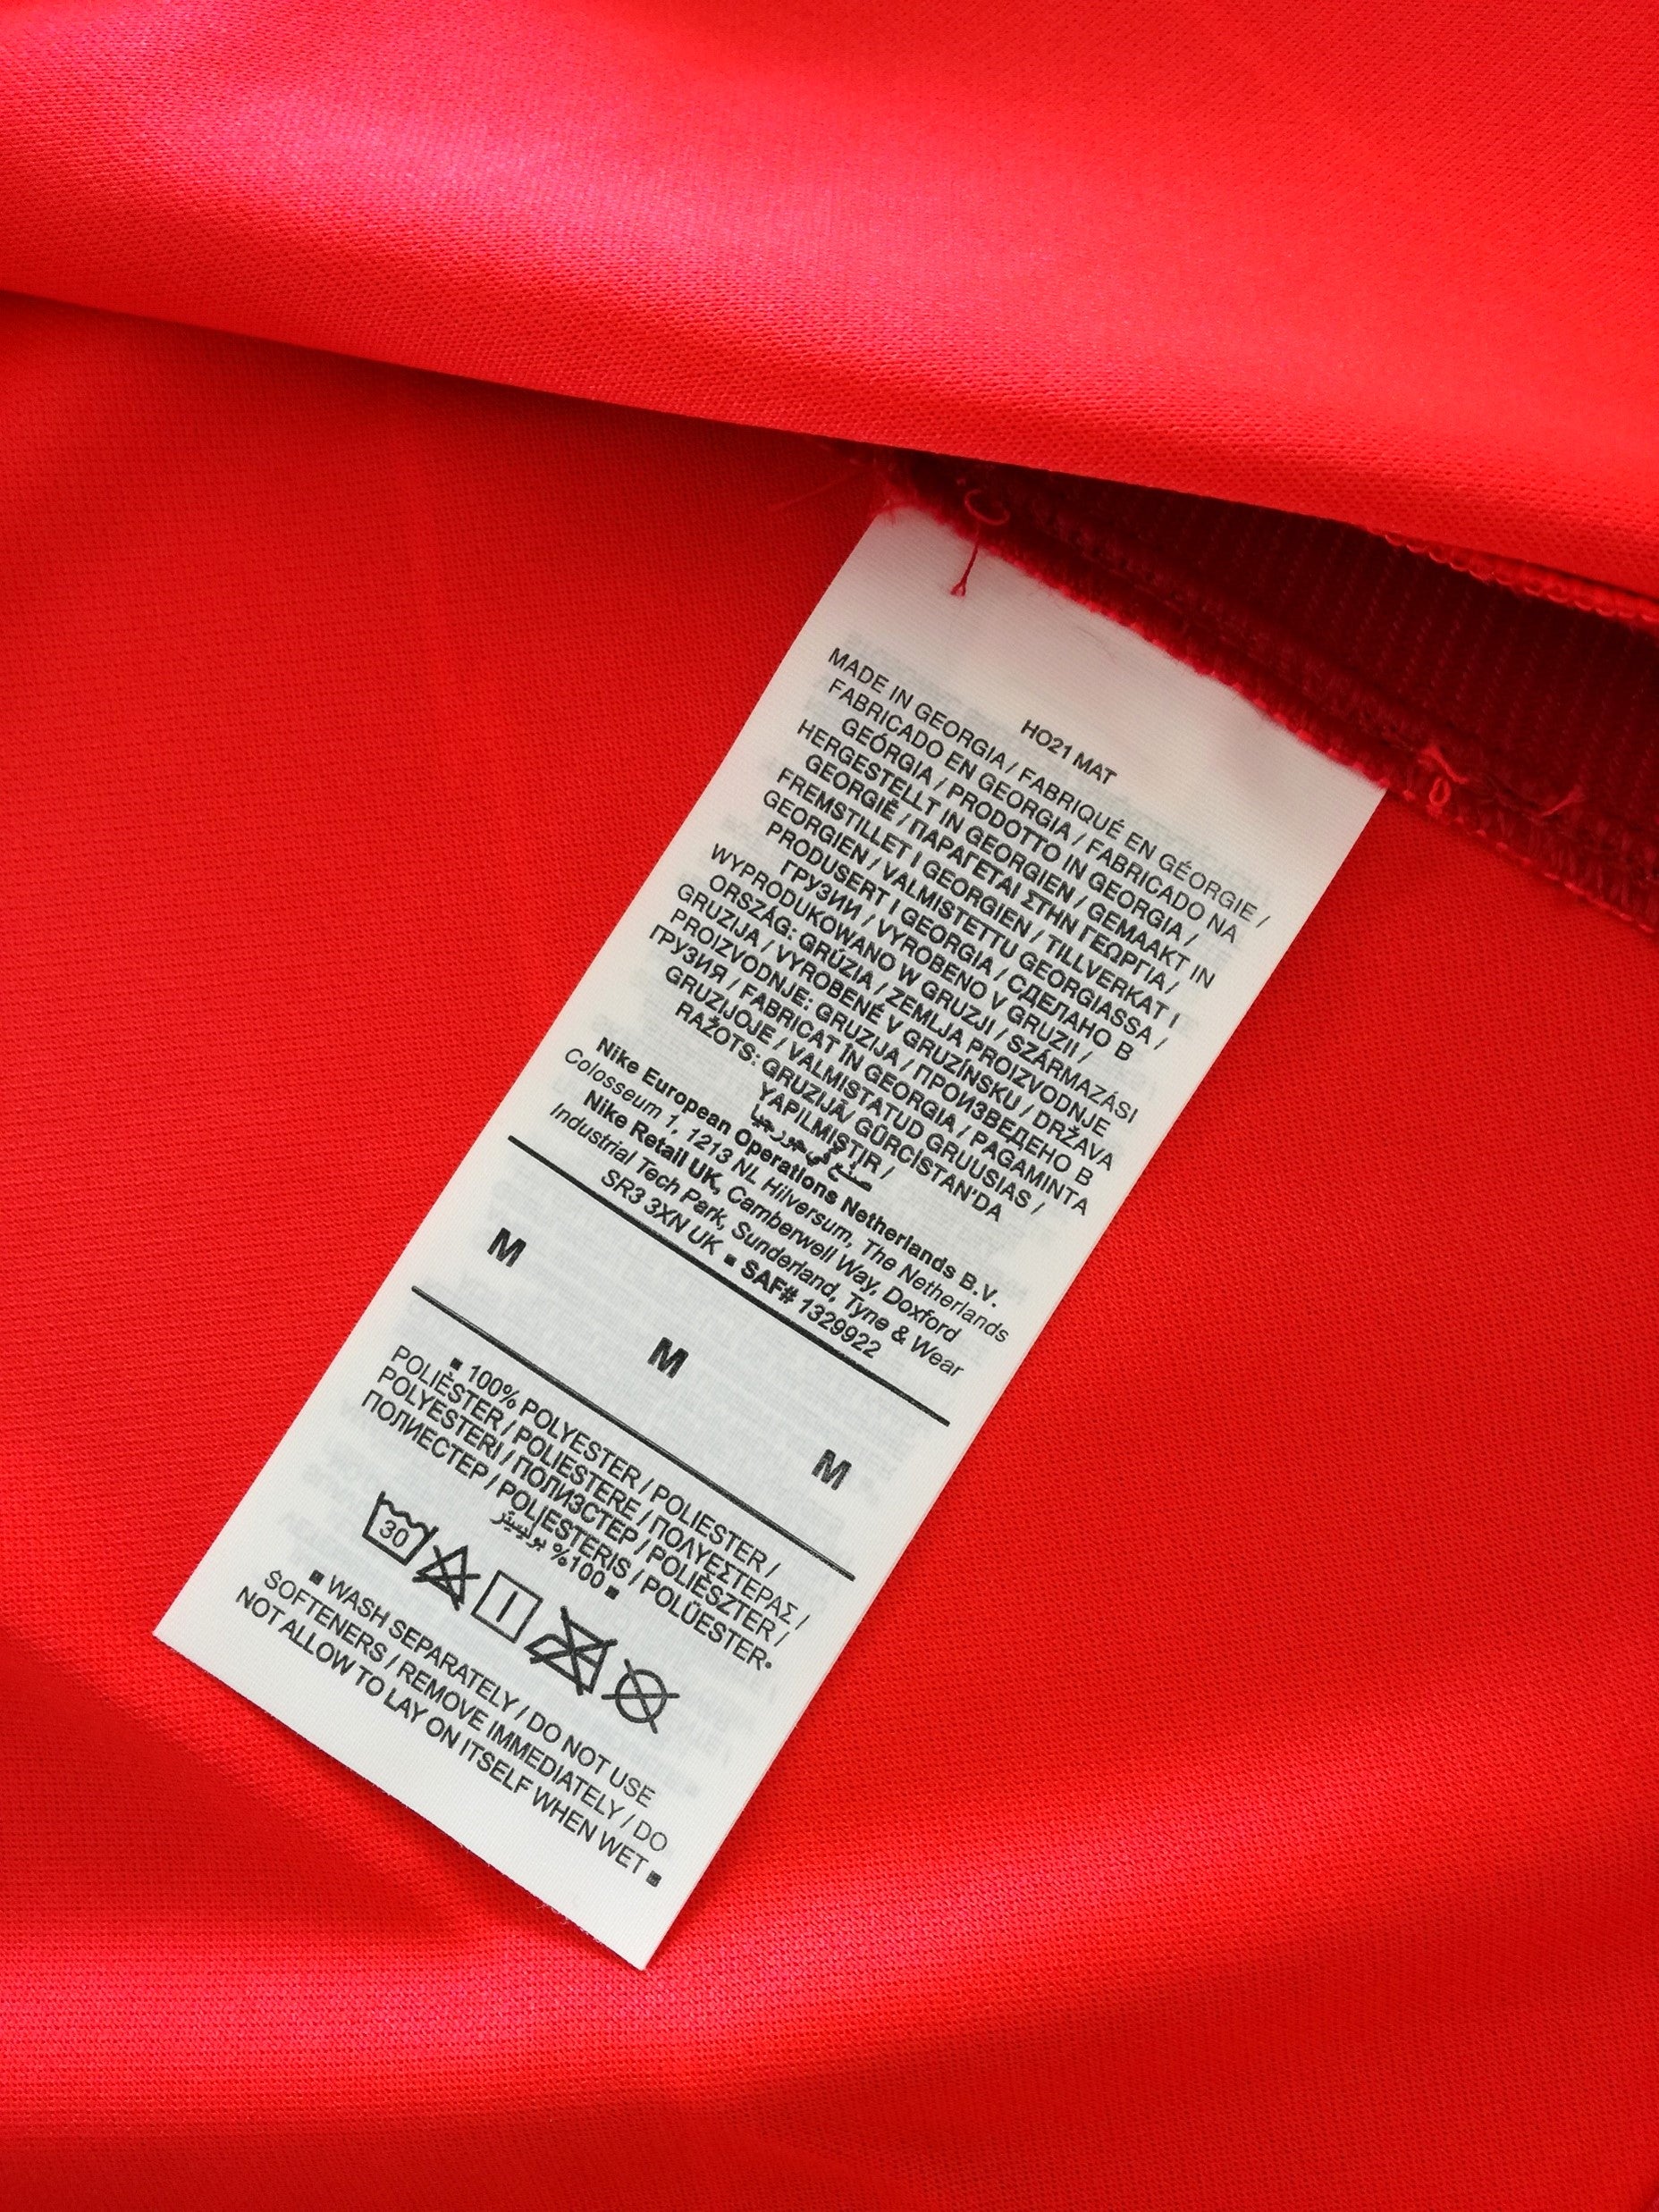 HO21 MAT
MADE IN GEORGIA / FABRIQUÉ EN GÉORGIE /
FABRICADO EN GEORGIA / FABRICADO NA
GEÓRGIA / PRODOTTO IN GEORGIA /
HERGESTELLT IN GEORGIEN / GEMAAKT IN
GEORGIË / ΠΑΡΑΓΕΤΑΙ ΣΤΗΝ ΓΕΩΡΓΙΑ /
FREMSTILLET I GEORGIEN / TILLVERKAT I
GEORGIEN / VALMISTETTU GEORGIASSA /
PRODUSERT I GEORGIA / СДЕЛАНО В
ГРУЗИИ / VYROBENO V GRUZII /
WYPRODUKOWANO W GRUZJI / SZÁRMAZÁSI
ORSZÁG: GRÚZIA / ZEMLJA PROIZVODNJE
GRUZIJA / VYROBENÉ V GRUZÍNSKU / DRŽAVA
PROIZVODNJE: GRUZIJA / ПРОИЗВЕДЕНО В
ГРУЗИЯ / FABRICAT ÎN GEORGIA / PAGAMINTA
GRUZIJOJE / VALMISTATUD GRUUSIAS /
RAŽOTS: GRUZIJĀ/ GÜRCİSTAN'DA
YAPILMIŞTIR /
صنع في جورجيا
Nike European Operations Netherlands B.V.
Colosseum 1, 1213 NL Hilversum, The Netherlands
Nike Retail UK, Camberwell Way, Doxford
Industrial Tech Park, Sunderland, Tyne & Wear
SR3 3XN UK ▪ SAF# 1329922
M M M
▪ 100% POLYESTER / POLIESTER /
POLIÉSTER / POLIESTERE / ΠΟΛΥΕΣΤΕΡΑΣ /
POLYESTERI / ПОЛИЭСТЕР / POLIÉSZTER /
ПОЛИЕСТЕР / POLIESTERIS / POLÜESTER▪
100% بوليستر ▪
30
▪ WASH SEPARATELY / DO NOT USE
SOFTENERS / REMOVE IMMEDIATELY / DO
NOT ALLOW TO LAY ON ITSELF WHEN WET ▪